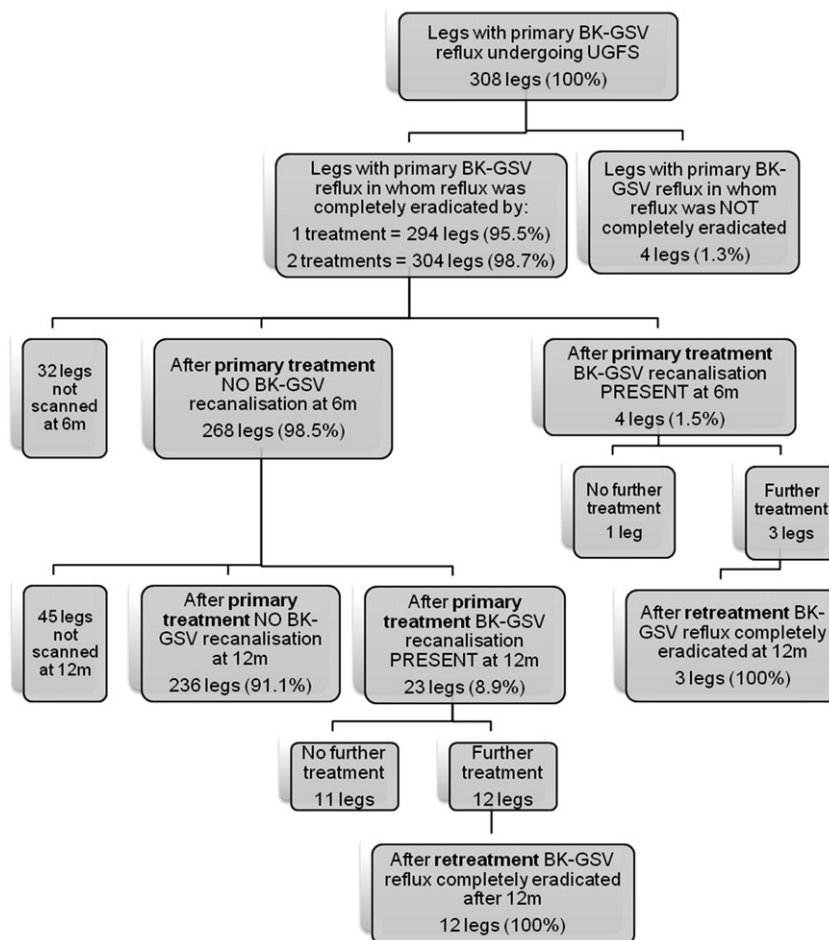 Legs with primary BK-GSV
reflux undergoing UGFS
308 legs (100%)
Legs with primary BK-GSV
reflux in whom reflux was
completely eradicated by:
1 treatment = 294 legs (95.5%)
2 treatments = 304 legs (98.7%)
Legs with primary BK-
GSV reflux in whom
reflux was NOT
completely eradicated
4 legs (1.3%)
32 legs
not
scanned
at 6m
After primary treatment
NO BK-GSV
recanalisation at 6m
268 legs (98.5%)
After primary treatment
BK-GSV recanalisation
PRESENT at 6m
4 legs (1.5%)
No further
treatment
1 leg
Further
treatment
3 legs
45 legs
not
scanned
at 12m
After primary
treatment NO BK-
GSV recanalisation
at 12m
236 legs (91.1%)
After primary
treatment BK-GSV
recanalisation
PRESENT at 12m
23 legs (8.9%)
After retreatment BK-
GSV reflux completely
eradicated at 12m
3 legs (100%)
No further
treatment
11 legs
Further
treatment
12 legs
After retreatment BK-GSV
reflux completely eradicated
after 12m
12 legs (100%)